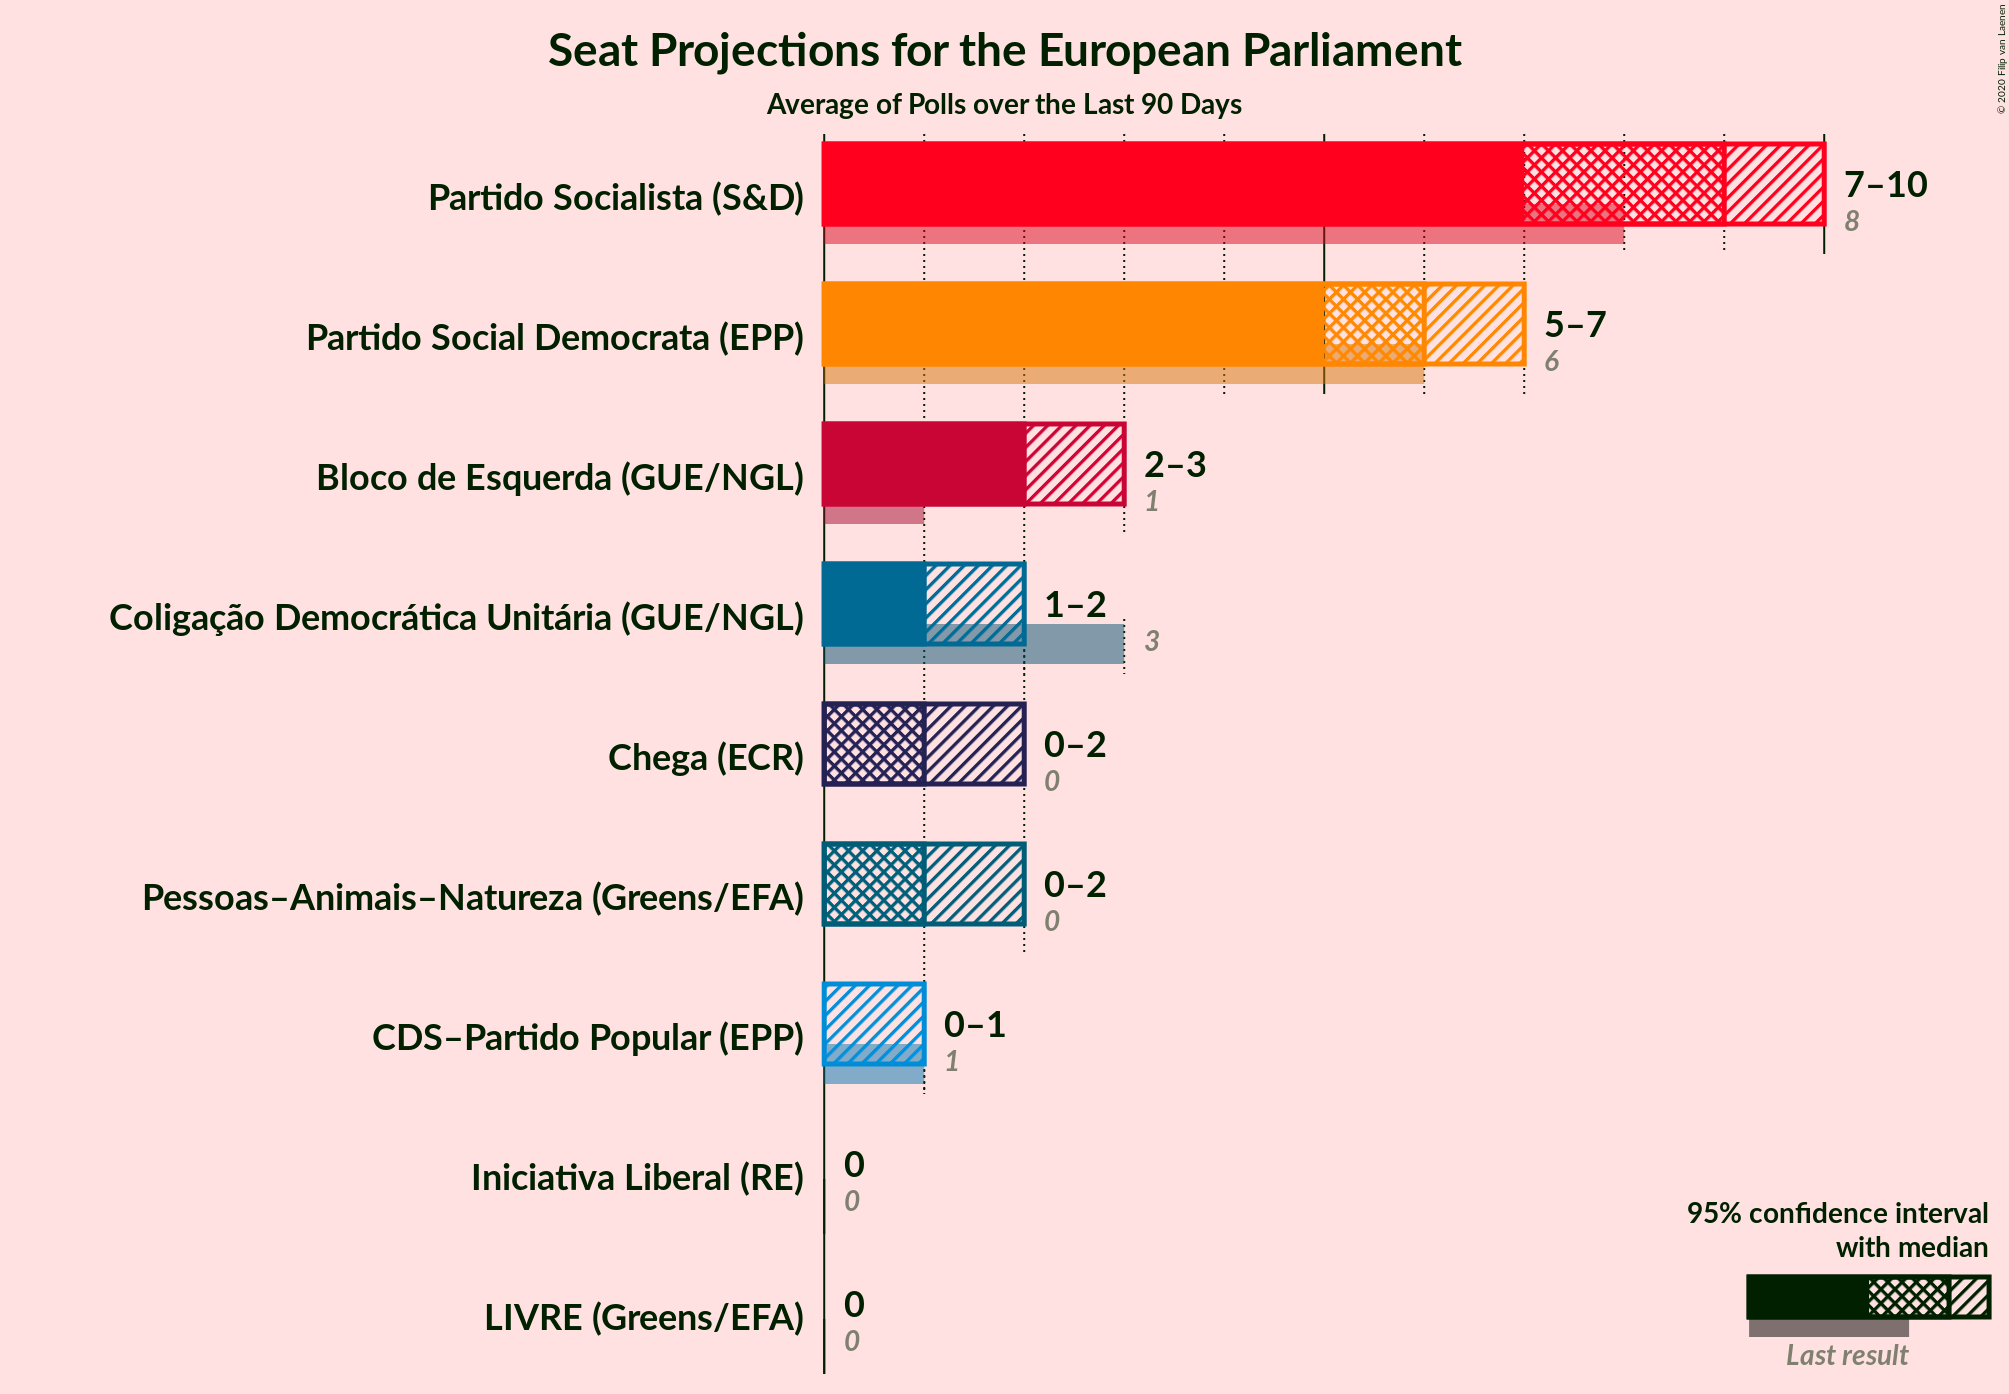 Seat Projections for the European Parliament
Average of Polls over the Last 90 Days
© 2020 Filip van Laenen
Partido Socialista (S&D)
7–10
8
Partido Social Democrata (EPP)
5–7
6
Bloco de Esquerda (GUE/NGL)
2–3
1
Coligação Democrática Unitária (GUE/NGL)
1–2
3
Chega (ECR)
0–2
0
Pessoas–Animais–Natureza (Greens/EFA)
0–2
0
CDS–Partido Popular (EPP)
0–1
1
Iniciativa Liberal (RE)
0
0
LIVRE (Greens/EFA)
0
0
95% confidence interval
with median
Last result